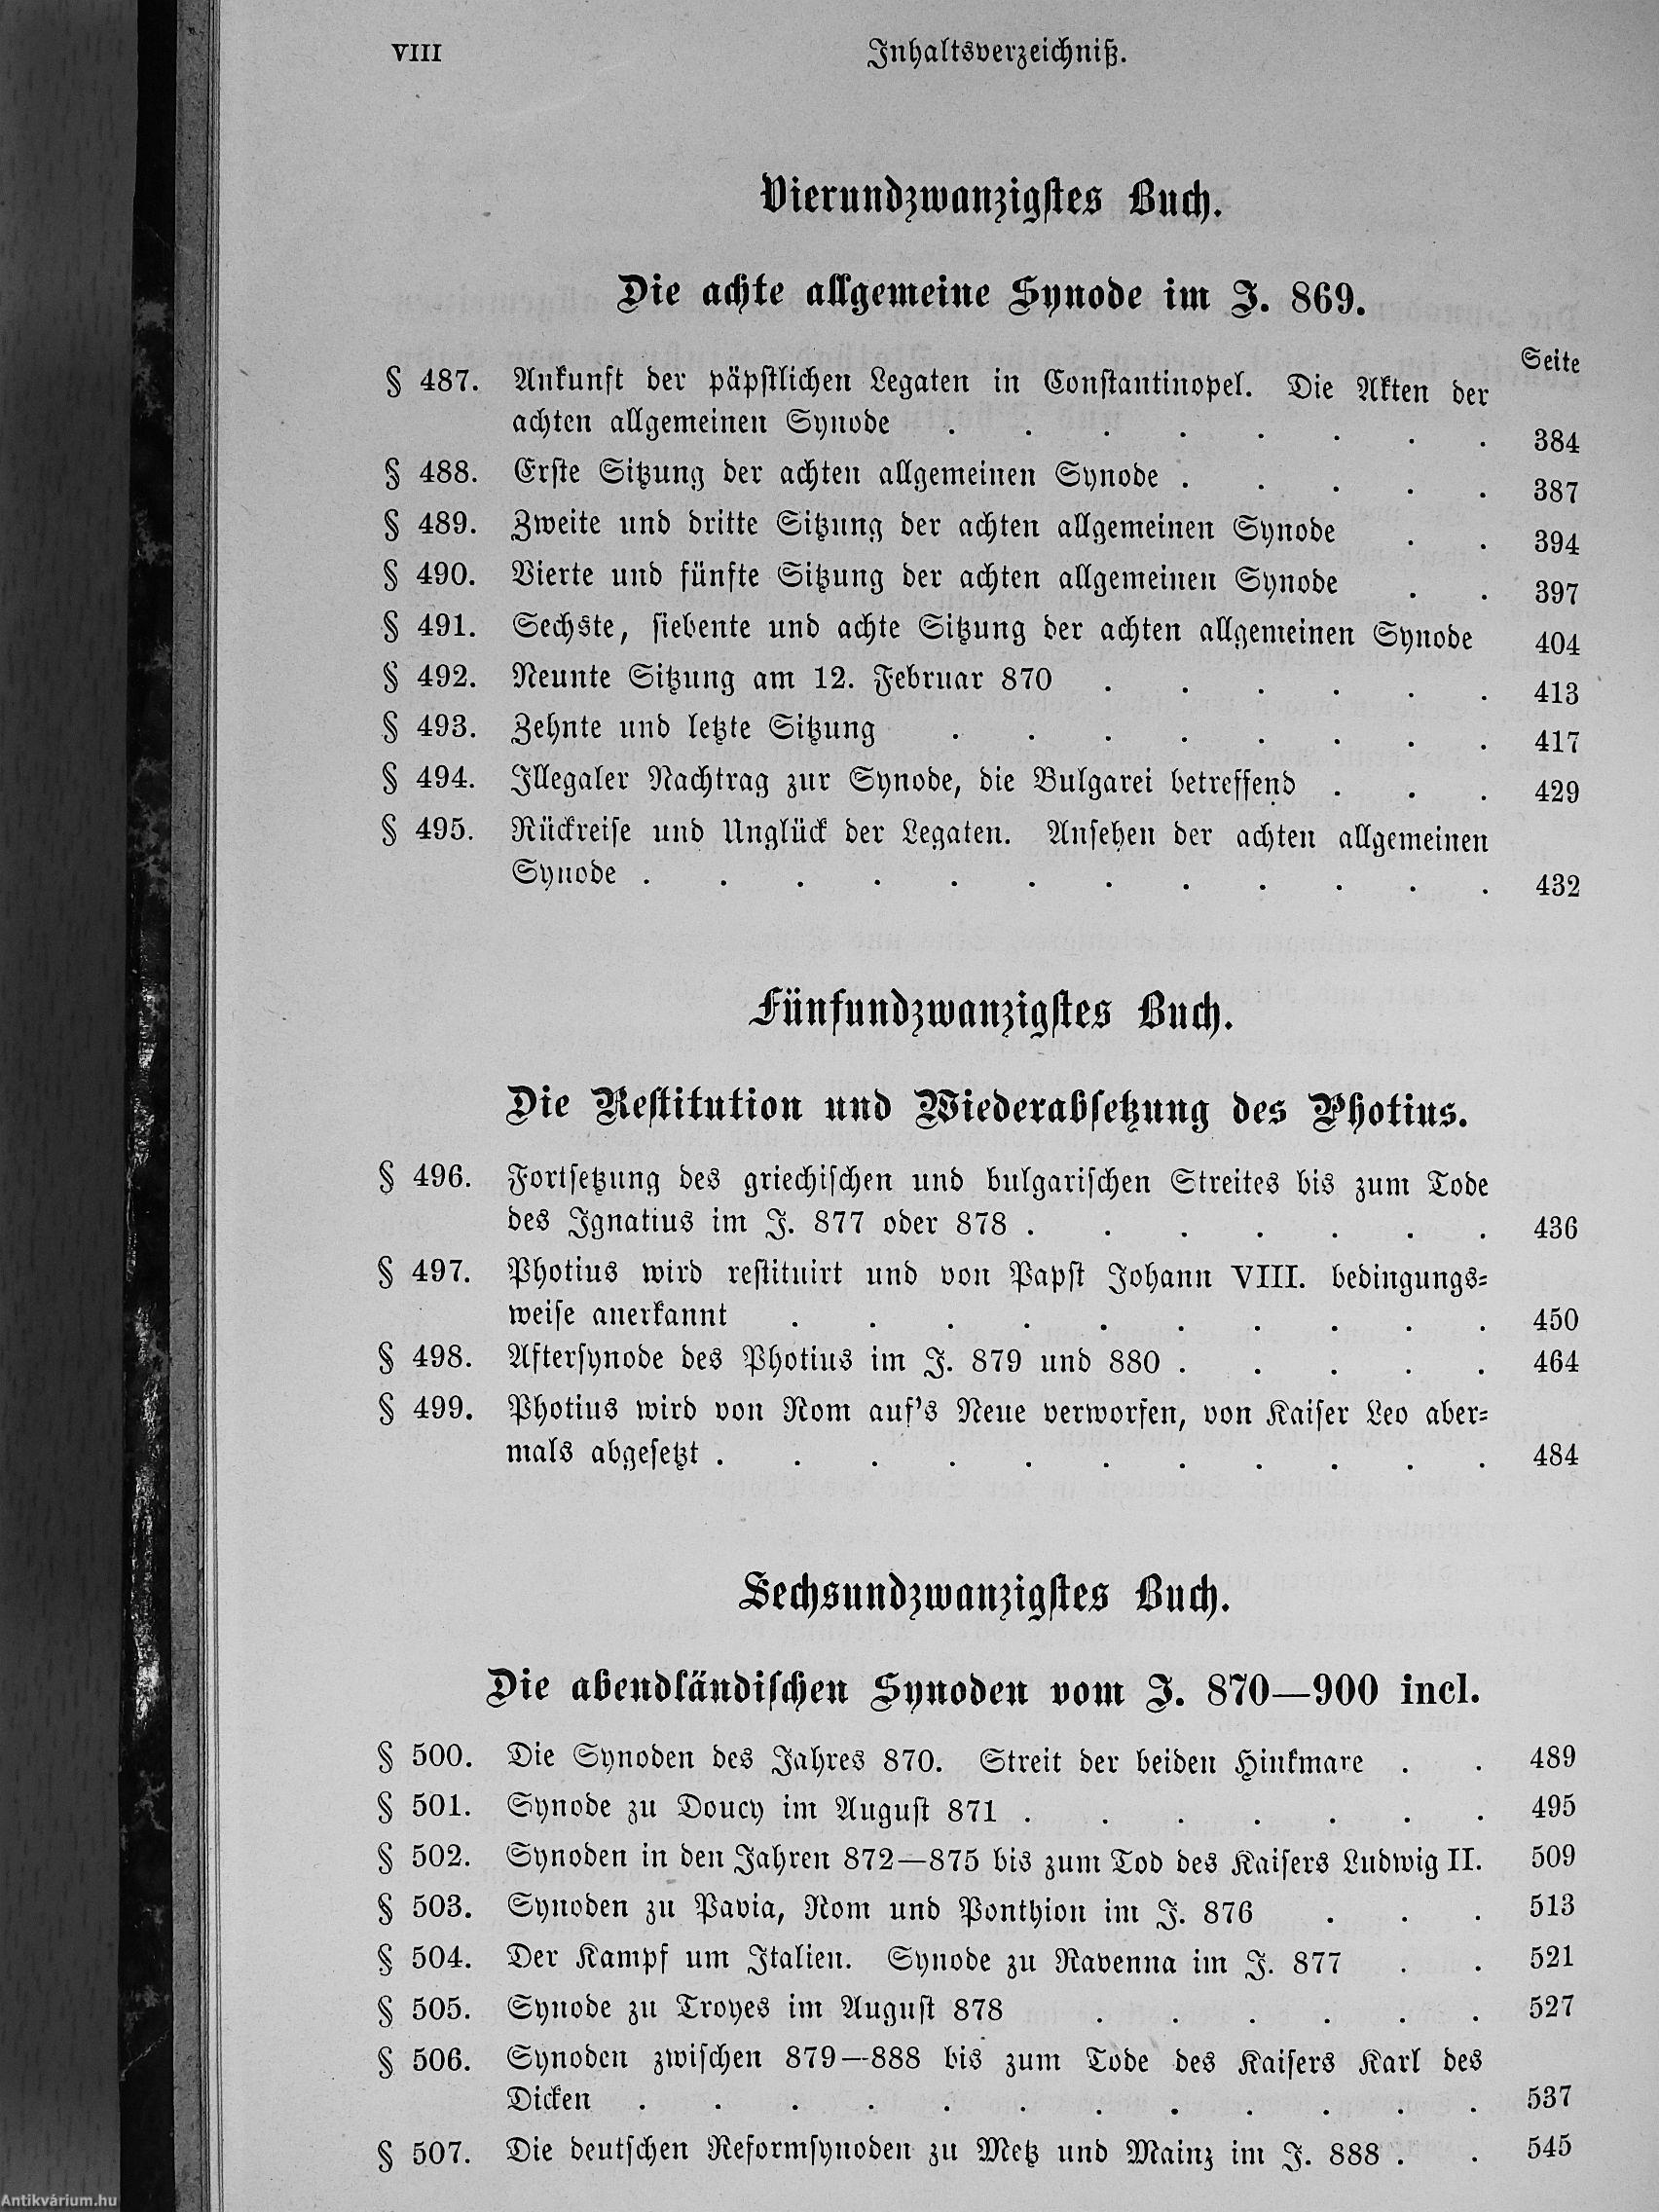 VIII Inhaltsverzeichniß.
Vierundzwanzigstes Buch.
Die achte allgemeine Synode im J. 869.
Seite
§ 487. Ankunft der päpstlichen Legaten in Constantinopel. Die Akten der
achten allgemeinen Synode . . . . . . . . 384
§ 488. Erste Sitzung der achten allgemeinen Synode . . . . . 387
§ 489. Zweite und dritte Sitzung der achten allgemeinen Synode . . 394
§ 490. Vierte und fünfte Sitzung der achten allgemeinen Synode . . 397
§ 491. Sechste, siebente und achte Sitzung der achten allgemeinen Synode 404
§ 492. Neunte Sitzung am 12. Februar 870 . . . . . . 413
§ 493. Zehnte und letzte Sitzung . . . . . . . . 417
§ 494. Illegaler Nachtrag zur Synode, die Bulgarei betreffend . . . 429
§ 495. Rückreise und Unglück der Legaten. Ansehen der achten allgemeinen
Synode . . . . . . . . . . . . 432
Fünfundzwanzigstes Buch.
Die Restitution und Wiederabsetzung des Photius.
§ 496. Fortsetzung des griechischen und bulgarischen Streites bis zum Tode
des Ignatius im J. 877 oder 878 . . . . . . . 436
§ 497. Photius wird restituirt und von Papst Johann VIII. bedingungs-
weise anerkannt . . . . . . . . . . 450
§ 498. Aftersynode des Photius im J. 879 und 880 . . . . . 464
§ 499. Photius wird von Rom auf's Neue verworfen, von Kaiser Leo aber-
mals abgesetzt . . . . . . . . . . . 484
Sechsundzwanzigstes Buch.
Die abendländischen Synoden vom J. 870—900 incl.
§ 500. Die Synoden des Jahres 870. Streit der beiden Hinkmare . . 489
§ 501. Synode zu Doucy im August 871 . . . . . . . 495
§ 502. Synoden in den Jahren 872—875 bis zum Tod des Kaisers Ludwig II. 509
§ 503. Synoden zu Pavia, Rom und Ponthion im J. 876 . . . 513
§ 504. Der Kampf um Italien. Synode zu Ravenna im J. 877 . . 521
§ 505. Synode zu Troyes im August 878 . . . . . . 527
§ 506. Synoden zwischen 879—888 bis zum Tode des Kaisers Karl des
Dicken . . . . . . . . . . . . 537
§ 507. Die deutschen Reformsynoden zu Metz und Mainz im J. 888 . . 545
Antikvárium.hu